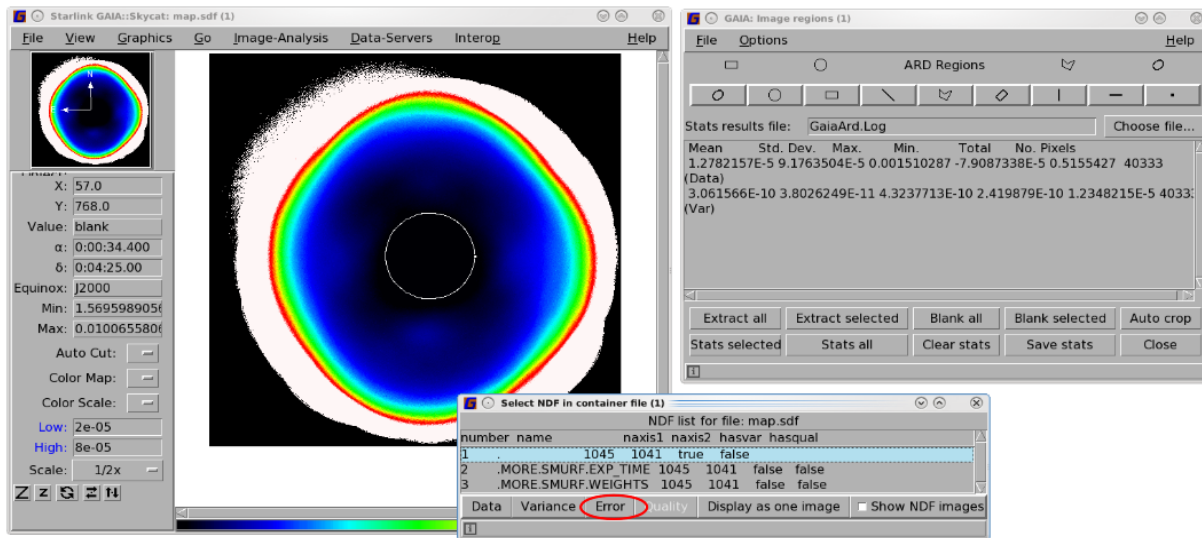 Starlink GAIA::Skycat: map.sdf (1)
File View Graphics Go Image-Analysis Data-Servers Interop Help
N
X: 57.0
Y: 768.0
Value: blank
α: 0:00:34.400
δ: 0:04:25.00
Equinox: J2000
Min: 1.5695989056
Max: 0.0100655806
Auto Cut:
Color Map:
Color Scale:
Low: 2e-05
High: 8e-05
Scale: 1/2x
Z z
GAIA: Image regions (1)
File Options Help
ARD Regions
Stats results file: GaiaArd.Log Choose file...
Mean Std. Dev. Max. Min. Total No. Pixels
1.2782157E-5 9.1763504E-5 0.001510287 -7.9087338E-5 0.5155427 40333
(Data)
3.061566E-10 3.8026249E-11 4.3237713E-10 2.419879E-10 1.2348215E-5 40333
(Var)
Extract all Extract selected Blank all Blank selected Auto crop
Stats selected Stats all Clear stats Save stats Close
Select NDF in container file (1)
NDF list for file: map.sdf
number name naxis1 naxis2 hasvar hasqual
1 . 1045 1041 true false
2 .MORE.SMURF.EXP_TIME 1045 1041 false false
3 .MORE.SMURF.WEIGHTS 1045 1041 false false
Data Variance Error Quality Display as one image Show NDF images